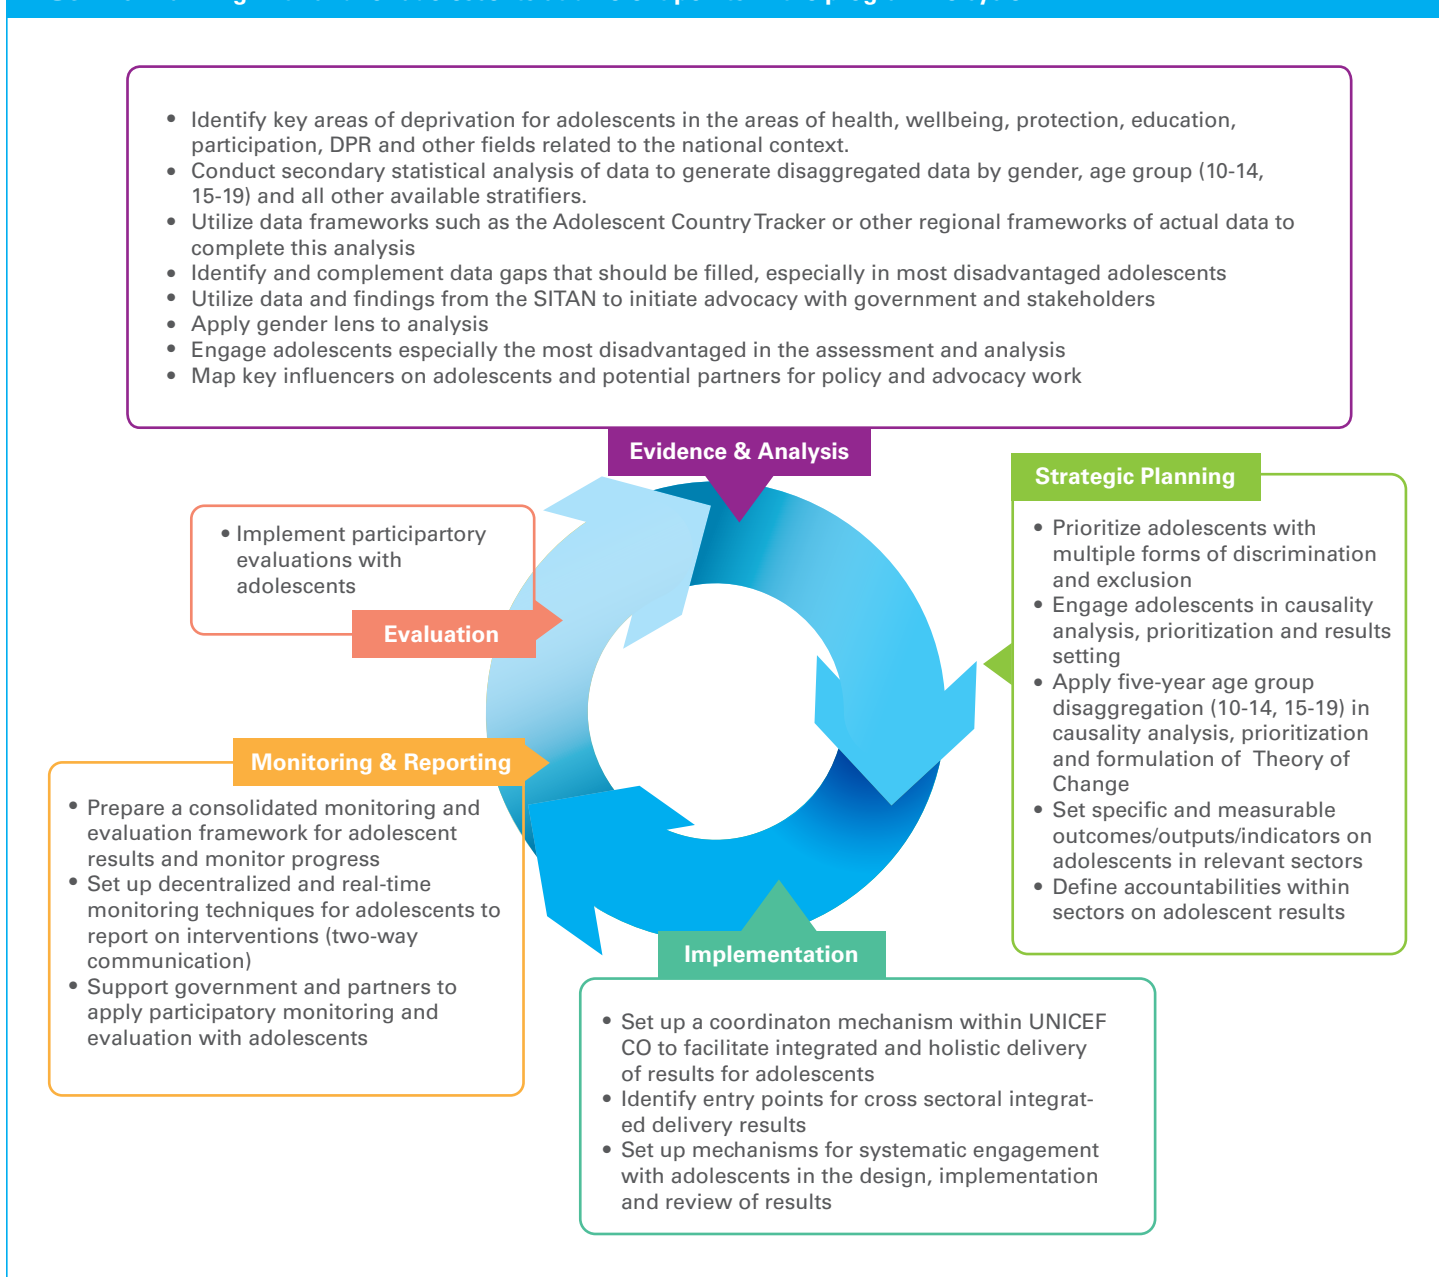 • Identify key areas of deprivation for adolescents in the areas of health, wellbeing, protection, education,
participation, DPR and other fields related to the national context.
• Conduct secondary statistical analysis of data to generate disaggregated data by gender, age group (10-14,
15-19) and all other available stratifiers.
• Utilize data frameworks such as the Adolescent Country Tracker or other regional frameworks of actual data to
complete this analysis
• Identify and complement data gaps that should be filled, especially in most disadvantaged adolescents
• Utilize data and findings from the SITAN to initiate advocacy with government and stakeholders
• Apply gender lens to analysis
• Engage adolescents especially the most disadvantaged in the assessment and analysis
• Map key influencers on adolescents and potential partners for policy and advocacy work
Evidence & Analysis
Strategic Planning
• Prioritize adolescents with
multiple forms of discrimination
and exclusion
• Engage adolescents in causality
analysis, prioritization and results
setting
• Apply five-year age group
disaggregation (10-14, 15-19) in
causality analysis, prioritization
and formulation of Theory of
Change
• Set specific and measurable
outcomes/outputs/indicators on
adolescents in relevant sectors
• Define accountabilities within
sectors on adolescent results
Implementation
• Set up a coordinaton mechanism within UNICEF
CO to facilitate integrated and holistic delivery
of results for adolescents
• Identify entry points for cross sectoral integrat-
ed delivery results
• Set up mechanisms for systematic engagement
with adolescents in the design, implementation
and review of results
Monitoring & Reporting
• Prepare a consolidated monitoring and
evaluation framework for adolescent
results and monitor progress
• Set up decentralized and real-time
monitoring techniques for adolescents to
report on interventions (two-way
communication)
• Support government and partners to
apply participatory monitoring and
evaluation with adolescents
• Implement participartory
evaluations with
adolescents
Evaluation